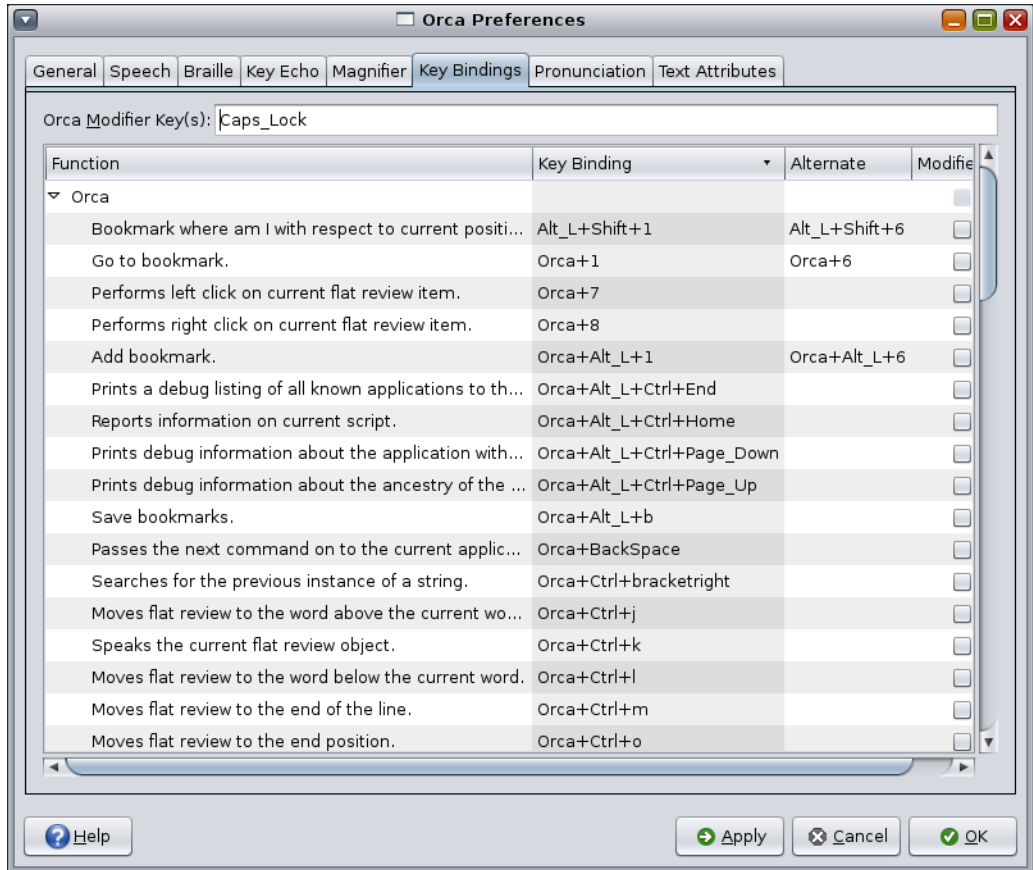 Orca Preferences
General Speech Braille Key Echo Magnifier Key Bindings Pronunciation Text Attributes
Orca Modifier Key(s): Caps_Lock
Function Key Binding Alternate Modifie
Orca
Bookmark where am I with respect to current positi... Alt_L+Shift+1 Alt_L+Shift+6
Go to bookmark. Orca+1 Orca+6
Performs left click on current flat review item. Orca+7
Performs right click on current flat review item. Orca+8
Add bookmark. Orca+Alt_L+1 Orca+Alt_L+6
Prints a debug listing of all known applications to th... Orca+Alt_L+Ctrl+End
Reports information on current script. Orca+Alt_L+Ctrl+Home
Prints debug information about the application with... Orca+Alt_L+Ctrl+Page_Down
Prints debug information about the ancestry of the ... Orca+Alt_L+Ctrl+Page_Up
Save bookmarks. Orca+Alt_L+b
Passes the next command on to the current applic... Orca+BackSpace
Searches for the previous instance of a string. Orca+Ctrl+bracketright
Moves flat review to the word above the current wo... Orca+Ctrl+j
Speaks the current flat review object. Orca+Ctrl+k
Moves flat review to the word below the current word. Orca+Ctrl+l
Moves flat review to the end of the line. Orca+Ctrl+m
Moves flat review to the end position. Orca+Ctrl+o
Help Apply Cancel OK